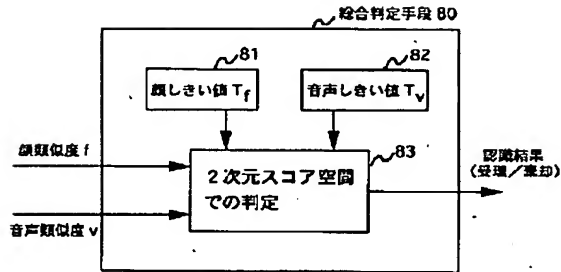 総合判定手段 80
81
82
顔しきい値 Tf
音声しきい値 Tv
83
顔類似度 f
2次元スコア空間
での判定
認識結果
(受理/棄却)
音声類似度 v